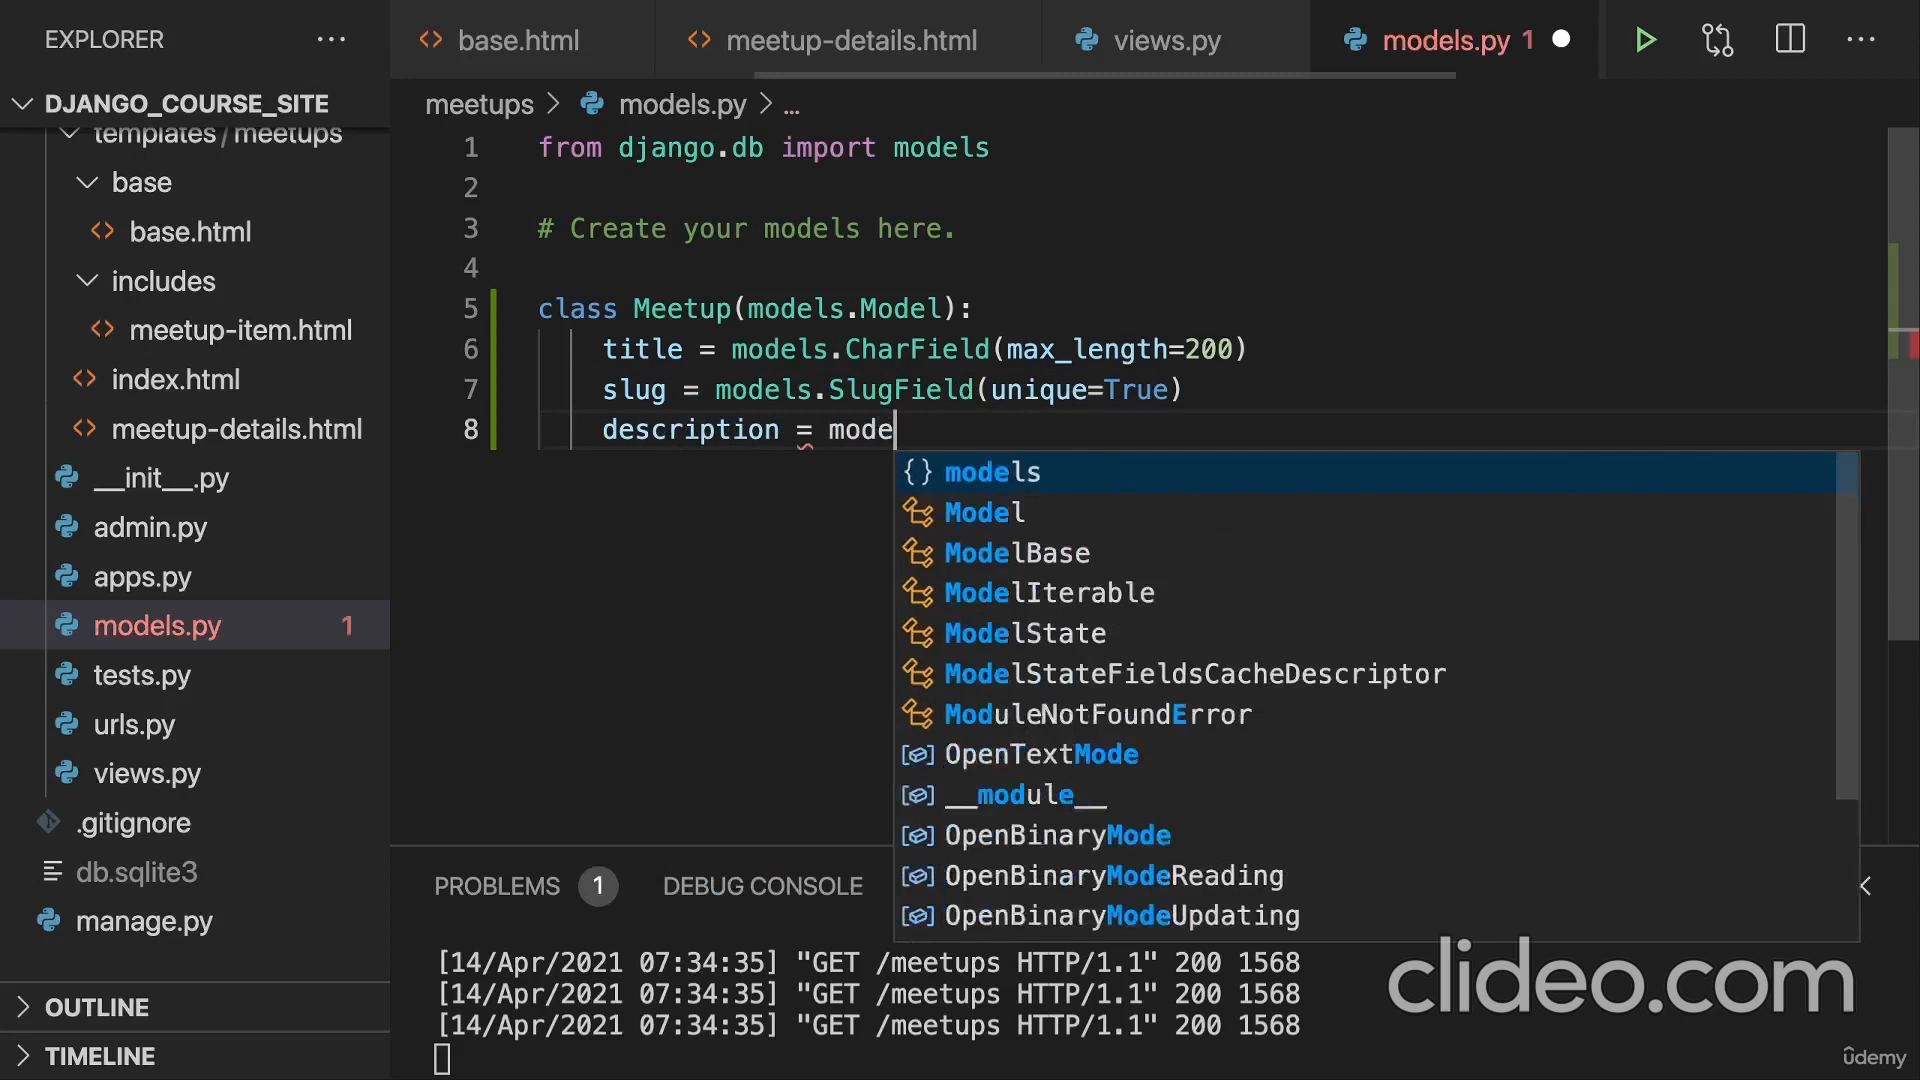 EXPLORER ...
DJANGO_COURSE_SITE
templates/meetups
base
base.html
includes
meetup-item.html
index.html
meetup-details.html
__init__.py
admin.py
apps.py
models.py 1
tests.py
urls.py
views.py
.gitignore
db.sqlite3
manage.py
OUTLINE
TIMELINE
base.html meetup-details.html views.py models.py 1 ...
meetups > models.py > ...
1 from django.db import models
2
3 # Create your models here.
4
5 class Meetup(models.Model):
6 title = models.CharField(max_length=200)
7 slug = models.SlugField(unique=True)
8 description = mode
{} models
Model
ModelBase
ModelIterable
ModelState
ModelStateFieldsCacheDescriptor
ModuleNotFoundError
OpenTextMode
__module__
OpenBinaryMode
OpenBinaryModeReading
OpenBinaryModeUpdating
PROBLEMS 1 DEBUG CONSOLE
[14/Apr/2021 07:34:35] "GET /meetups HTTP/1.1" 200 1568
[14/Apr/2021 07:34:35] "GET /meetups HTTP/1.1" 200 1568
[14/Apr/2021 07:34:35] "GET /meetups HTTP/1.1" 200 1568
clideo.com
ûdemy